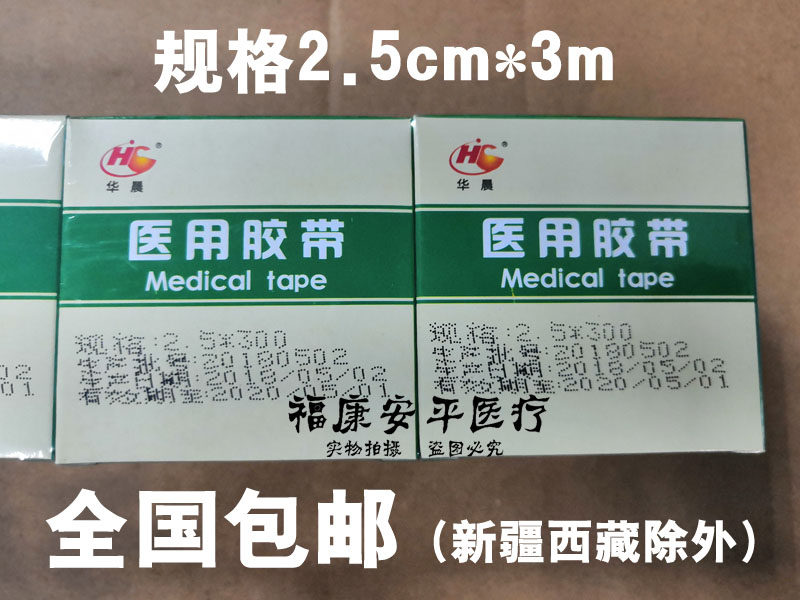 规格2.5cm*3m
HC®
华晨
医用胶带
Medical tape
规格:2.5*300
生产批号:20180502
生产日期:2018/05/02
有效期至:2020/05/01
HC®
华晨
医用胶带
Medical tape
规格:2.5*300
生产批号:20180502
生产日期:2018/05/02
有效期至:2020/05/01
02
01
福康安平医疗
实物拍摄 盗图必究
全国包邮(新疆西藏除外)